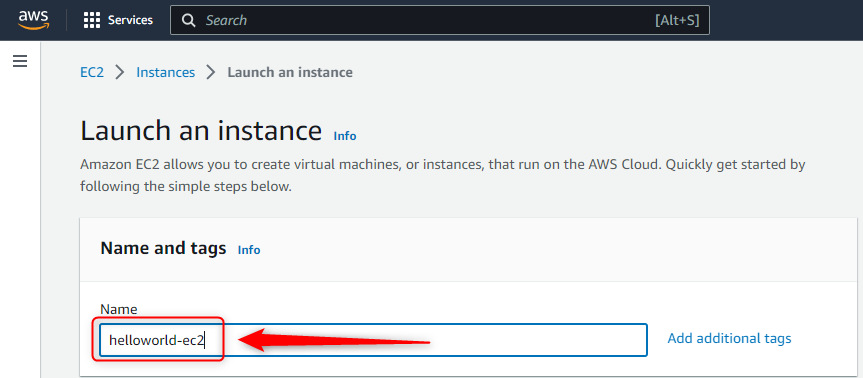 aws Services Search [Alt+S]
EC2 > Instances > Launch an instance
Launch an instance Info
Amazon EC2 allows you to create virtual machines, or instances, that run on the AWS Cloud. Quickly get started by
following the simple steps below.
Name and tags Info
Name
helloworld-ec2 Add additional tags